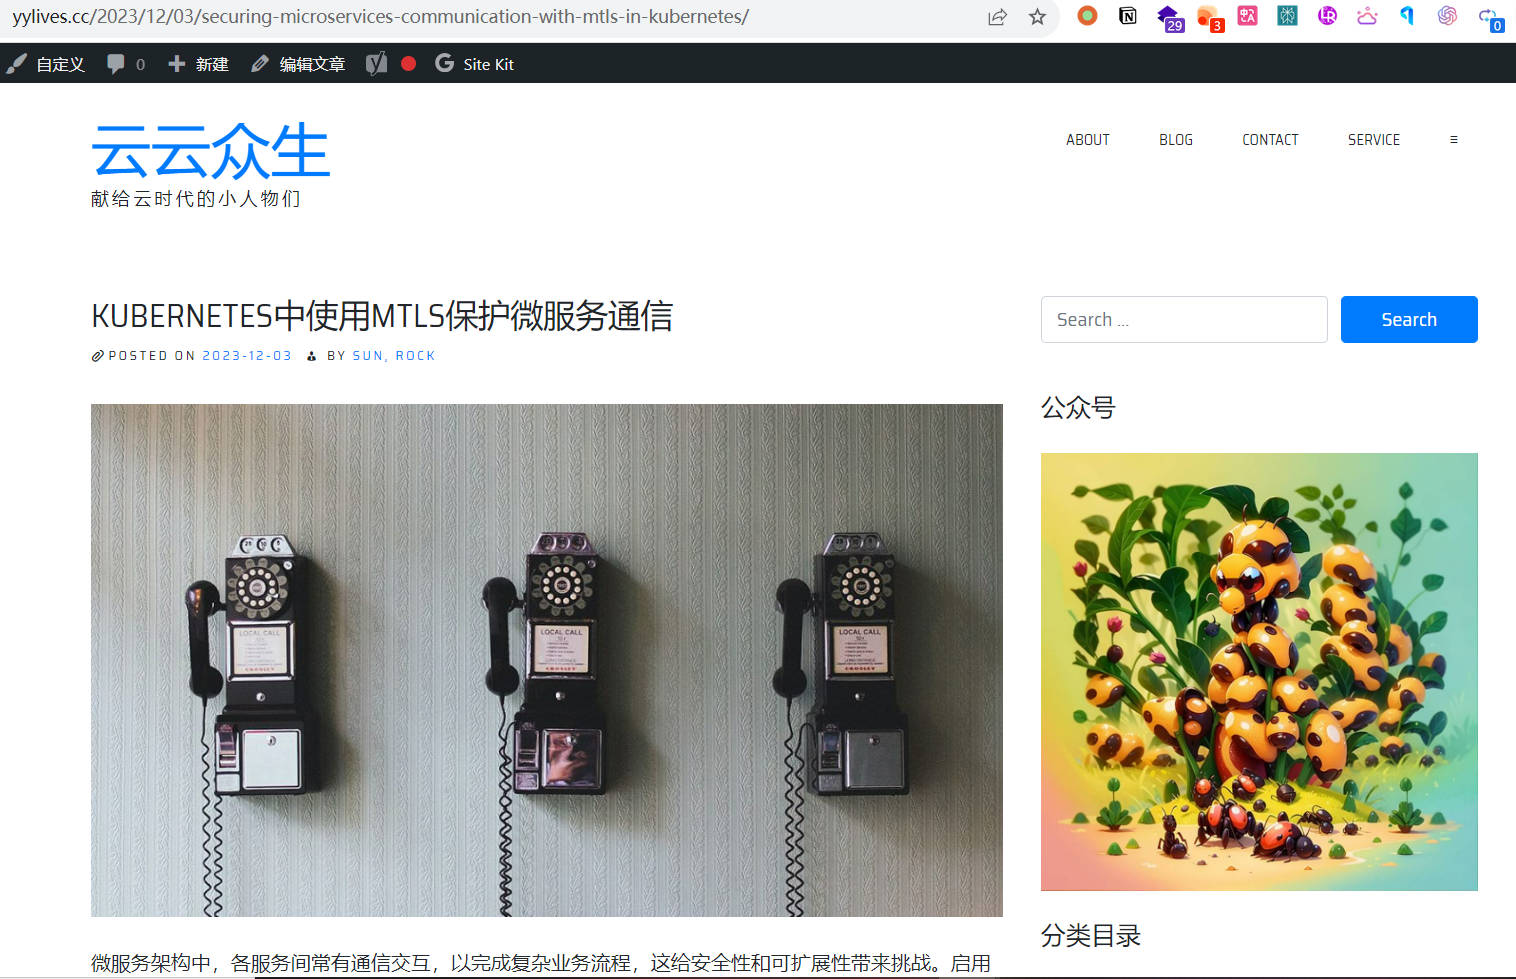 yylives.cc/2023/12/03/securing-microservices-communication-with-mtls-in-kubernetes/
29
3
0
自定义
0
新建
编辑文章
Site Kit
云云众生
献给云时代的小人物们
ABOUT
BLOG
CONTACT
SERVICE
KUBERNETES中使用MTLS保护微服务通信
POSTED ON 2023-12-03 BY SUN, ROCK
Search ...
Search
公众号
LOCAL CALL
CROSLEY
LOCAL CALL
CROSLEY
LOCAL CALL
CROSLEY
分类目录
微服务架构中，各服务间常有通信交互，以完成复杂业务流程，这给安全性和可扩展性带来挑战。启用